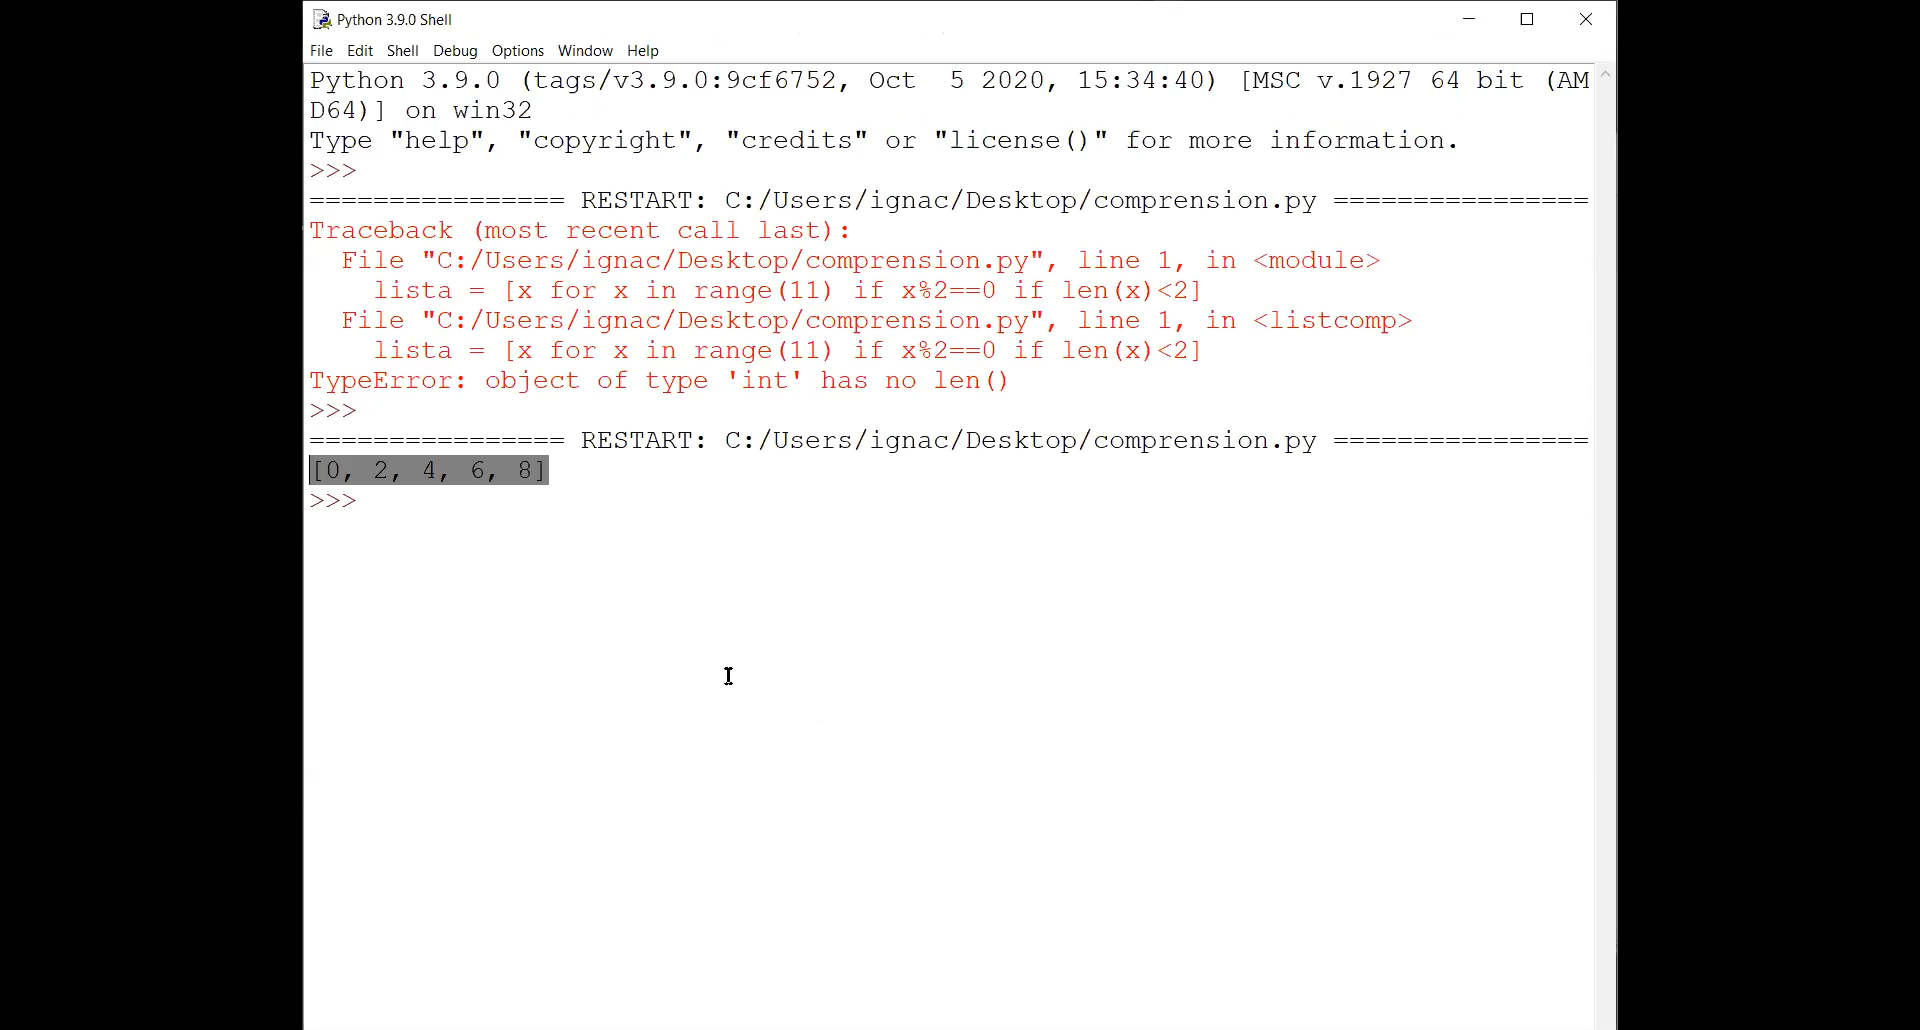 Python 3.9.0 Shell
File Edit Shell Debug Options Window Help
Python 3.9.0 (tags/v3.9.0:9cf6752, Oct  5 2020, 15:34:40) [MSC v.1927 64 bit (AM
D64)] on win32
Type "help", "copyright", "credits" or "license()" for more information.
>>>
================ RESTART: C:/Users/ignac/Desktop/comprension.py ================
Traceback (most recent call last):
  File "C:/Users/ignac/Desktop/comprension.py", line 1, in <module>
    lista = [x for x in range(11) if x%2==0 if len(x)<2]
  File "C:/Users/ignac/Desktop/comprension.py", line 1, in <listcomp>
    lista = [x for x in range(11) if x%2==0 if len(x)<2]
TypeError: object of type 'int' has no len()
>>>
================ RESTART: C:/Users/ignac/Desktop/comprension.py ================
[0, 2, 4, 6, 8]
>>>